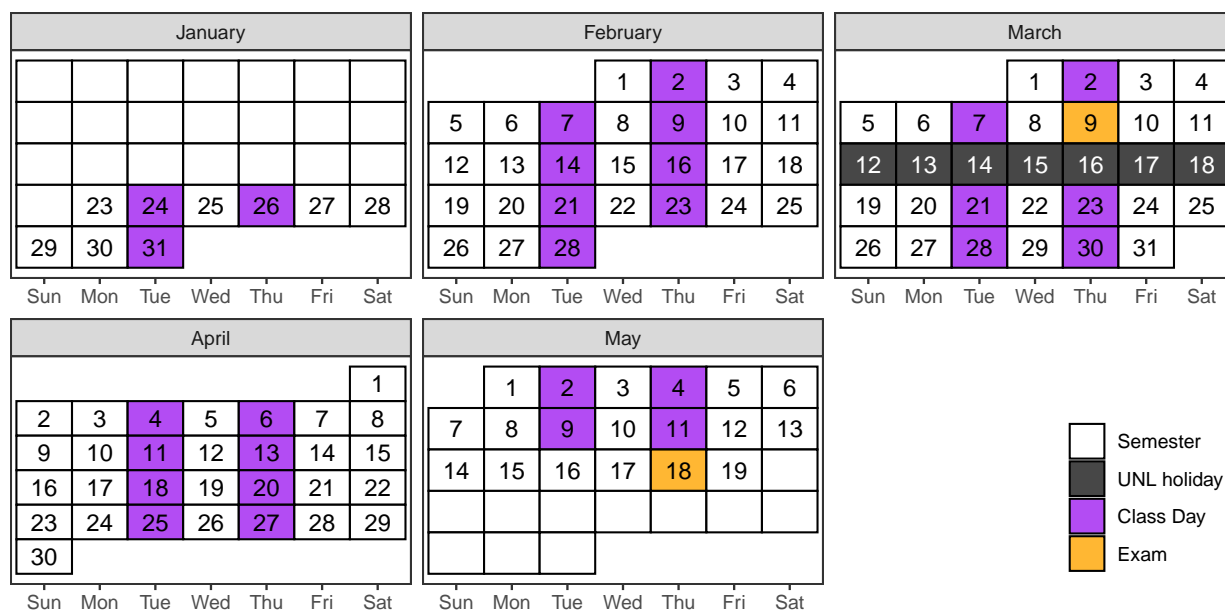 January
23 24 25 26 27 28
29 30 31
Sun Mon Tue Wed Thu Fri Sat
February
1 2 3 4
5 6 7 8 9 10 11
12 13 14 15 16 17 18
19 20 21 22 23 24 25
26 27 28
Sun Mon Tue Wed Thu Fri Sat
March
1 2 3 4
5 6 7 8 9 10 11
12 13 14 15 16 17 18
19 20 21 22 23 24 25
26 27 28 29 30 31
Sun Mon Tue Wed Thu Fri Sat
April
1
2 3 4 5 6 7 8
9 10 11 12 13 14 15
16 17 18 19 20 21 22
23 24 25 26 27 28 29
30
Sun Mon Tue Wed Thu Fri Sat
May
1 2 3 4 5 6
7 8 9 10 11 12 13
14 15 16 17 18 19
Sun Mon Tue Wed Thu Fri Sat
Semester
UNL holiday
Class Day
Exam